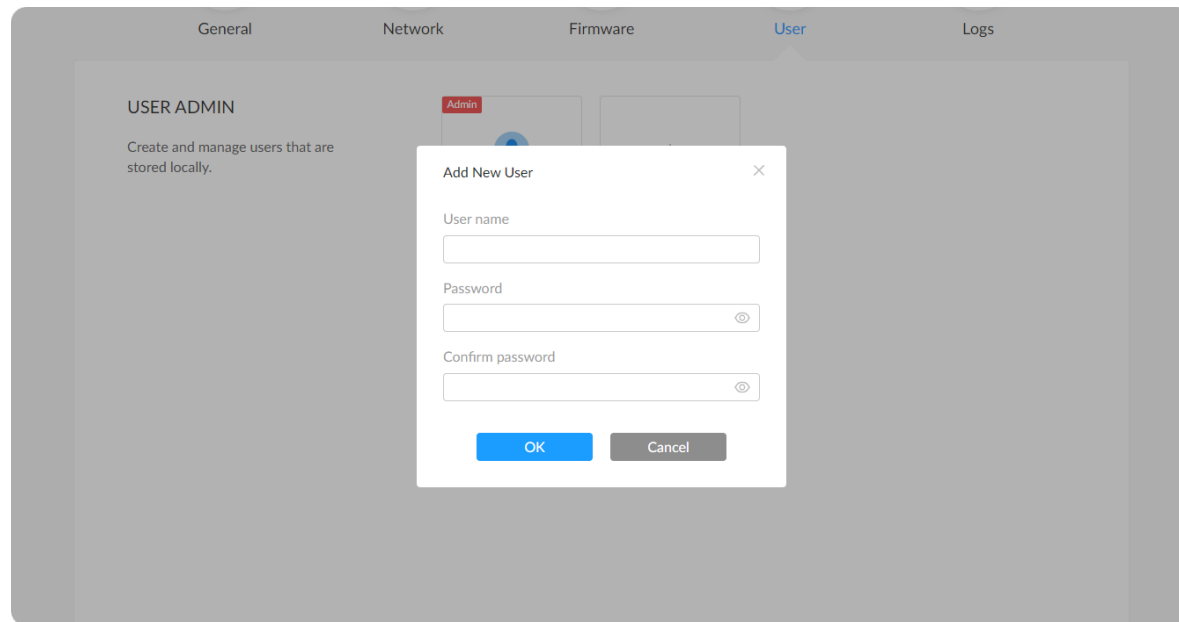 General
Network
Firmware
User
Logs
USER ADMIN
Create and manage users that are
stored locally.
Admin
Add New User
User name
Password
Confirm password
OK
Cancel